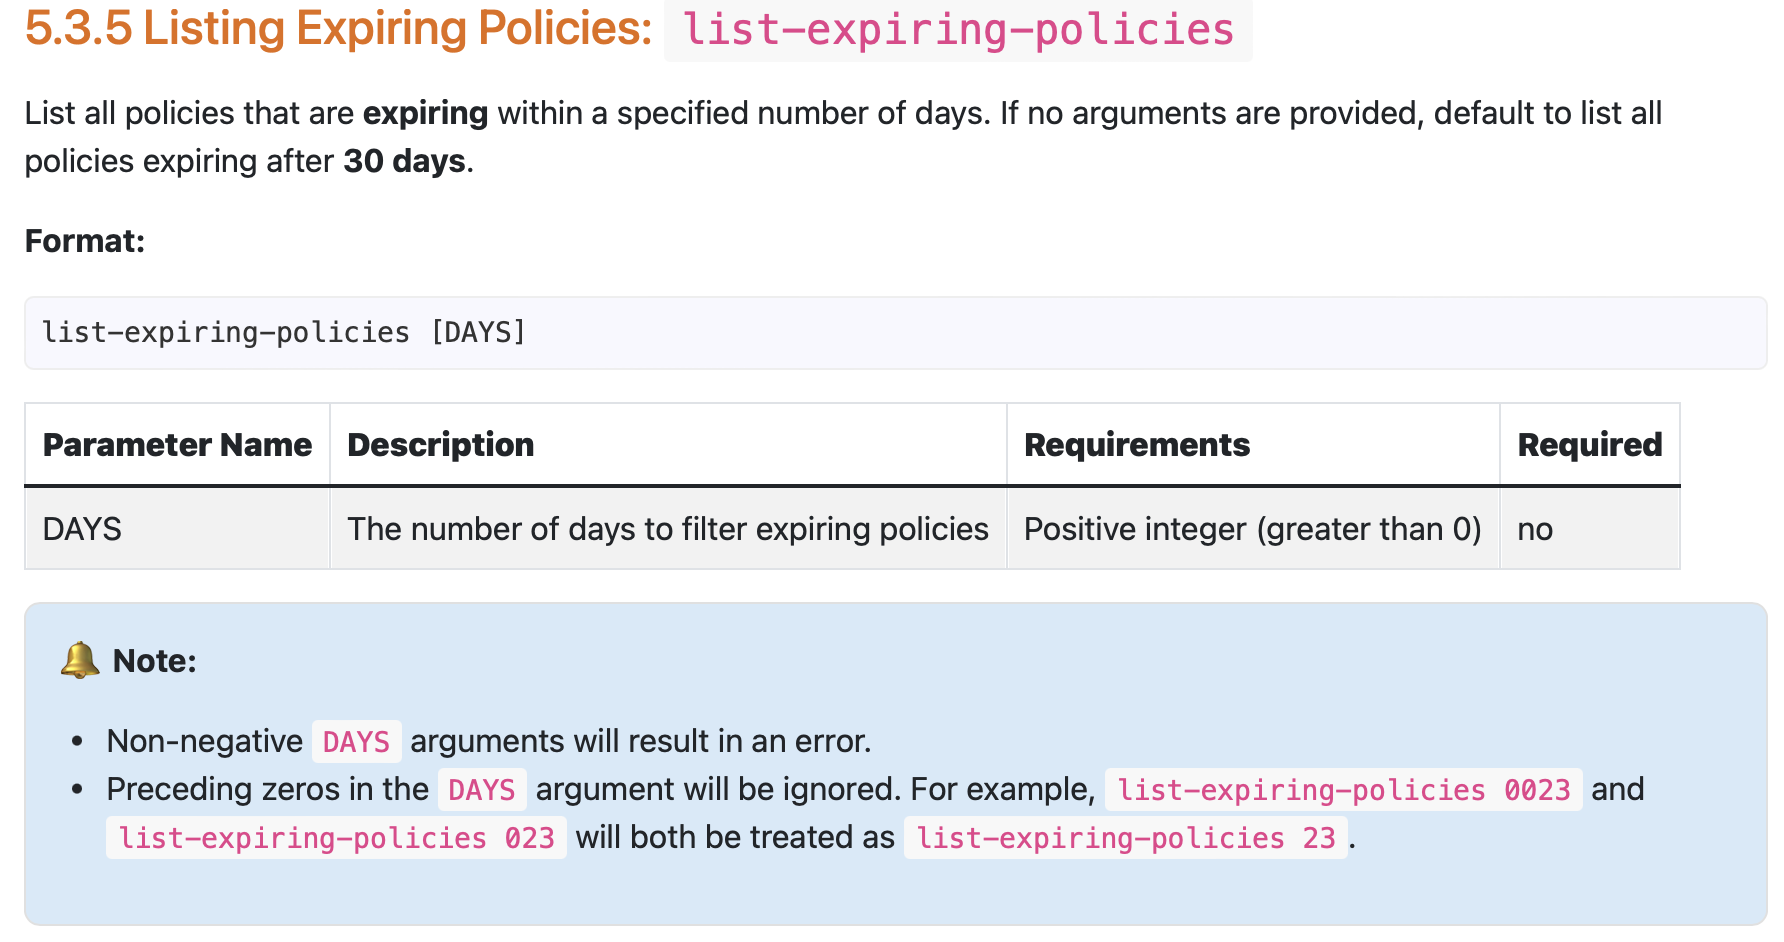 5.3.5 Listing Expiring Policies: list-expiring-policies
List all policies that are expiring within a specified number of days. If no arguments are provided, default to list all
policies expiring after 30 days.
Format:
list-expiring-policies [DAYS]
Parameter Name Description Requirements Required
DAYS The number of days to filter expiring policies Positive integer (greater than 0) no
Note:
• Non-negative DAYS arguments will result in an error.
• Preceding zeros in the DAYS argument will be ignored. For example, list-expiring-policies 0023 and
list-expiring-policies 023 will both be treated as list-expiring-policies 23.